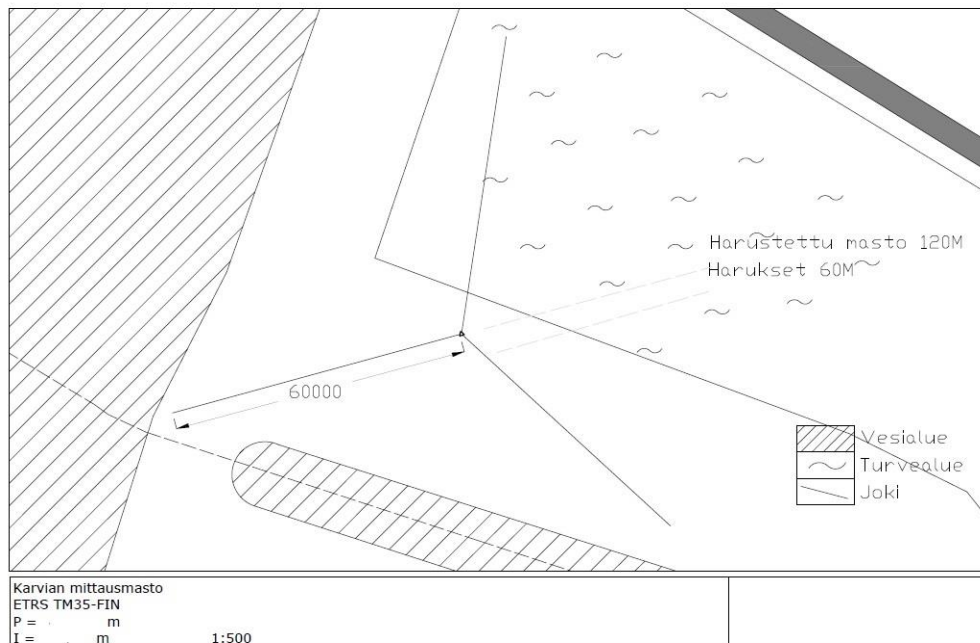 Harustettu masto 120M
Harukset 60M
60000
Vesialue
Turvealue
Joki
Karvian mittausmasto
ETRS TM35-FIN
P = m
I = m 1:500